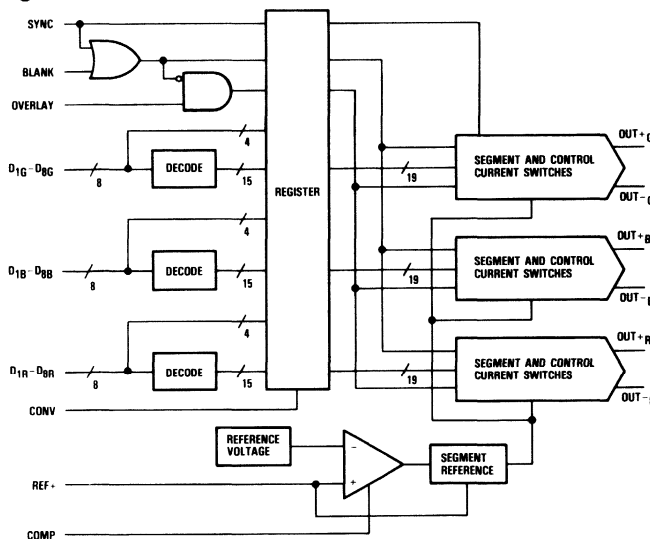 SYNC
BLANK
OVERLAY
4
D1G-D8G
8
DECODE
15
4
D1B-D8B
8
DECODE
15
4
D1R-D8R
8
DECODE
15
CONV
REGISTER
19
19
19
SEGMENT AND CONTROL
CURRENT SWITCHES
OUT+
OUT-
SEGMENT AND CONTROL
CURRENT SWITCHES
OUT+B
OUT-
SEGMENT AND CONTROL
CURRENT SWITCHES
OUT+R
OUT-
REFERENCE
VOLTAGE
-
+
SEGMENT
REFERENCE
REF+
COMP